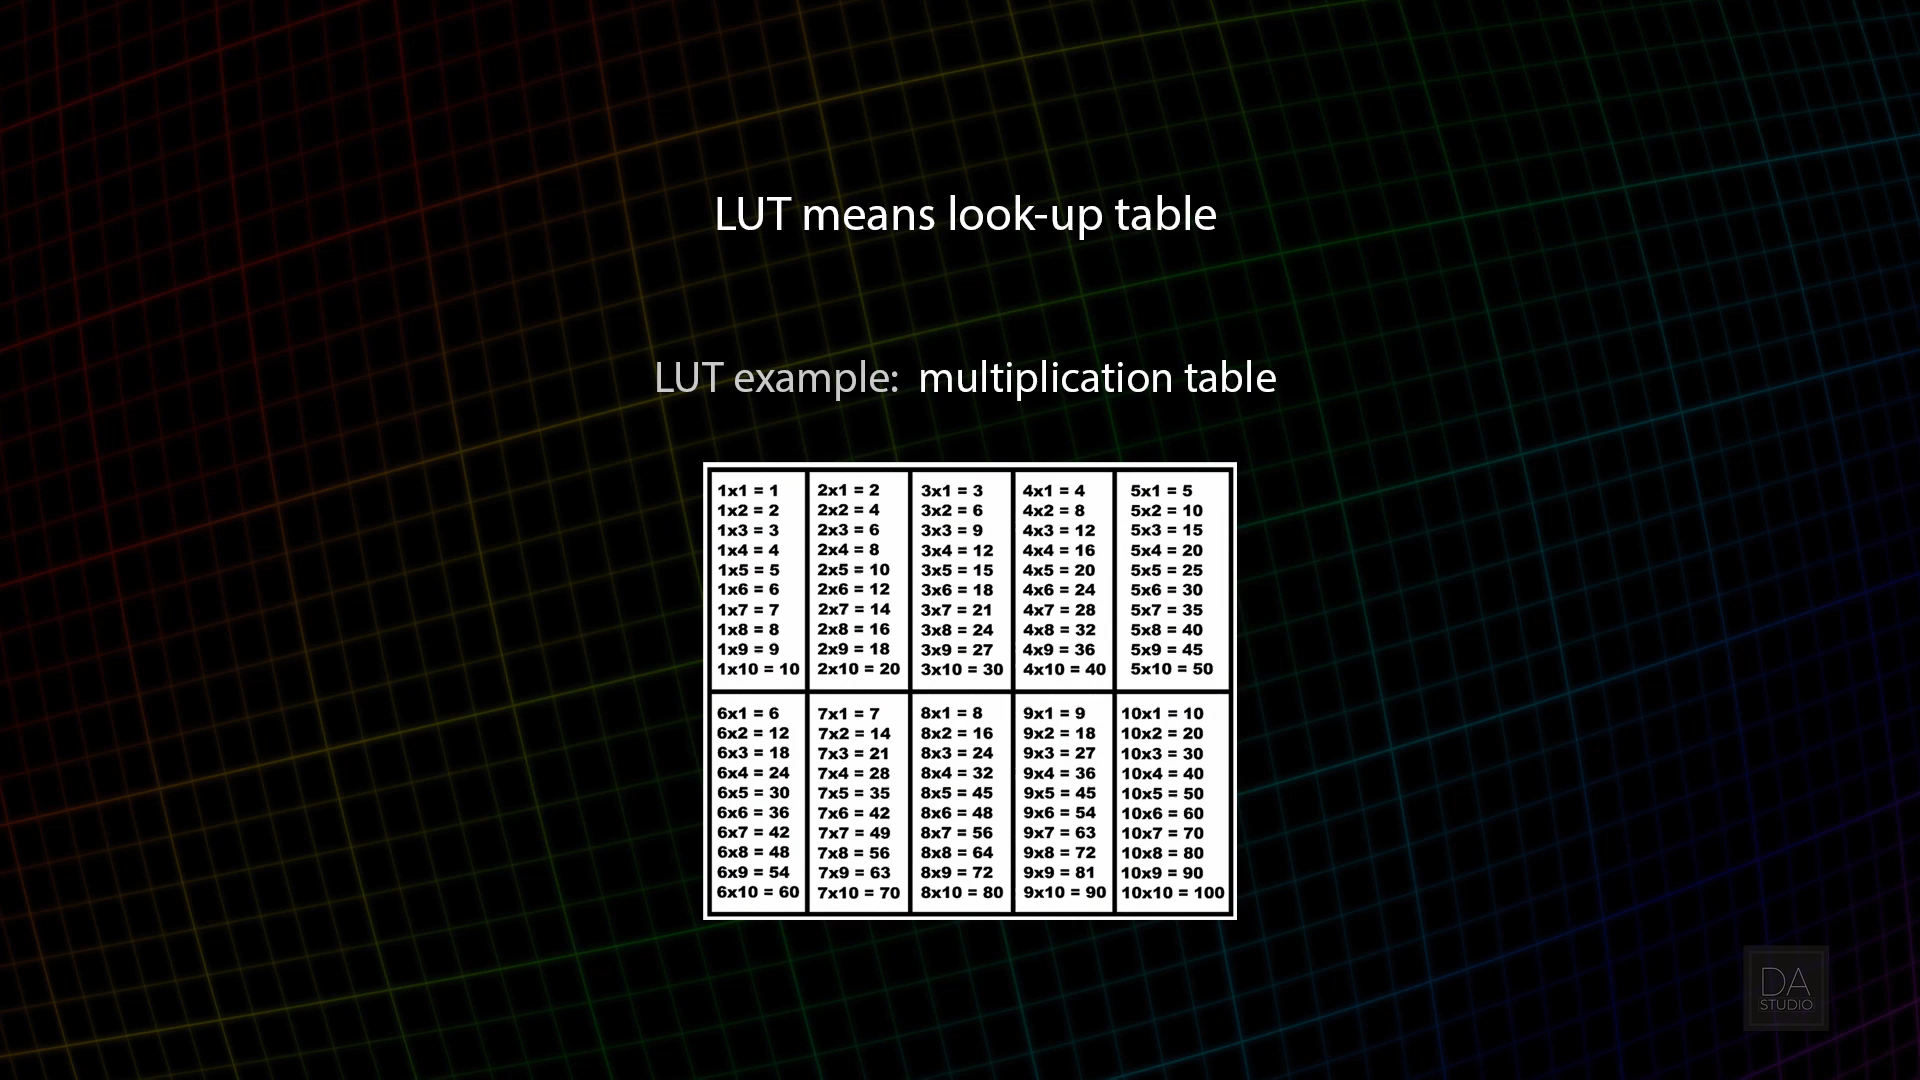 LUT means look-up table
LUT example: multiplication table
1x1 = 1
1x2 = 2
1x3 = 3
1x4 = 4
1x5 = 5
1x6 = 6
1x7 = 7
1x8 = 8
1x9 = 9
1x10 = 10
2x1 = 2
2x2 = 4
2x3 = 6
2x4 = 8
2x5 = 10
2x6 = 12
2x7 = 14
2x8 = 16
2x9 = 18
2x10 = 20
3x1 = 3
3x2 = 6
3x3 = 9
3x4 = 12
3x5 = 15
3x6 = 18
3x7 = 21
3x8 = 24
3x9 = 27
3x10 = 30
4x1 = 4
4x2 = 8
4x3 = 12
4x4 = 16
4x5 = 20
4x6 = 24
4x7 = 28
4x8 = 32
4x9 = 36
4x10 = 40
5x1 = 5
5x2 = 10
5x3 = 15
5x4 = 20
5x5 = 25
5x6 = 30
5x7 = 35
5x8 = 40
5x9 = 45
5x10 = 50
6x1 = 6
6x2 = 12
6x3 = 18
6x4 = 24
6x5 = 30
6x6 = 36
6x7 = 42
6x8 = 48
6x9 = 54
6x10 = 60
7x1 = 7
7x2 = 14
7x3 = 21
7x4 = 28
7x5 = 35
7x6 = 42
7x7 = 49
7x8 = 56
7x9 = 63
7x10 = 70
8x1 = 8
8x2 = 16
8x3 = 24
8x4 = 32
8x5 = 45
8x6 = 48
8x7 = 56
8x8 = 64
8x9 = 72
8x10 = 80
9x1 = 9
9x2 = 18
9x3 = 27
9x4 = 36
9x5 = 45
9x6 = 54
9x7 = 63
9x8 = 72
9x9 = 81
9x10 = 90
10x1 = 10
10x2 = 20
10x3 = 30
10x4 = 40
10x5 = 50
10x6 = 60
10x7 = 70
10x8 = 80
10x9 = 90
10x10 = 100
DA
STUDIO